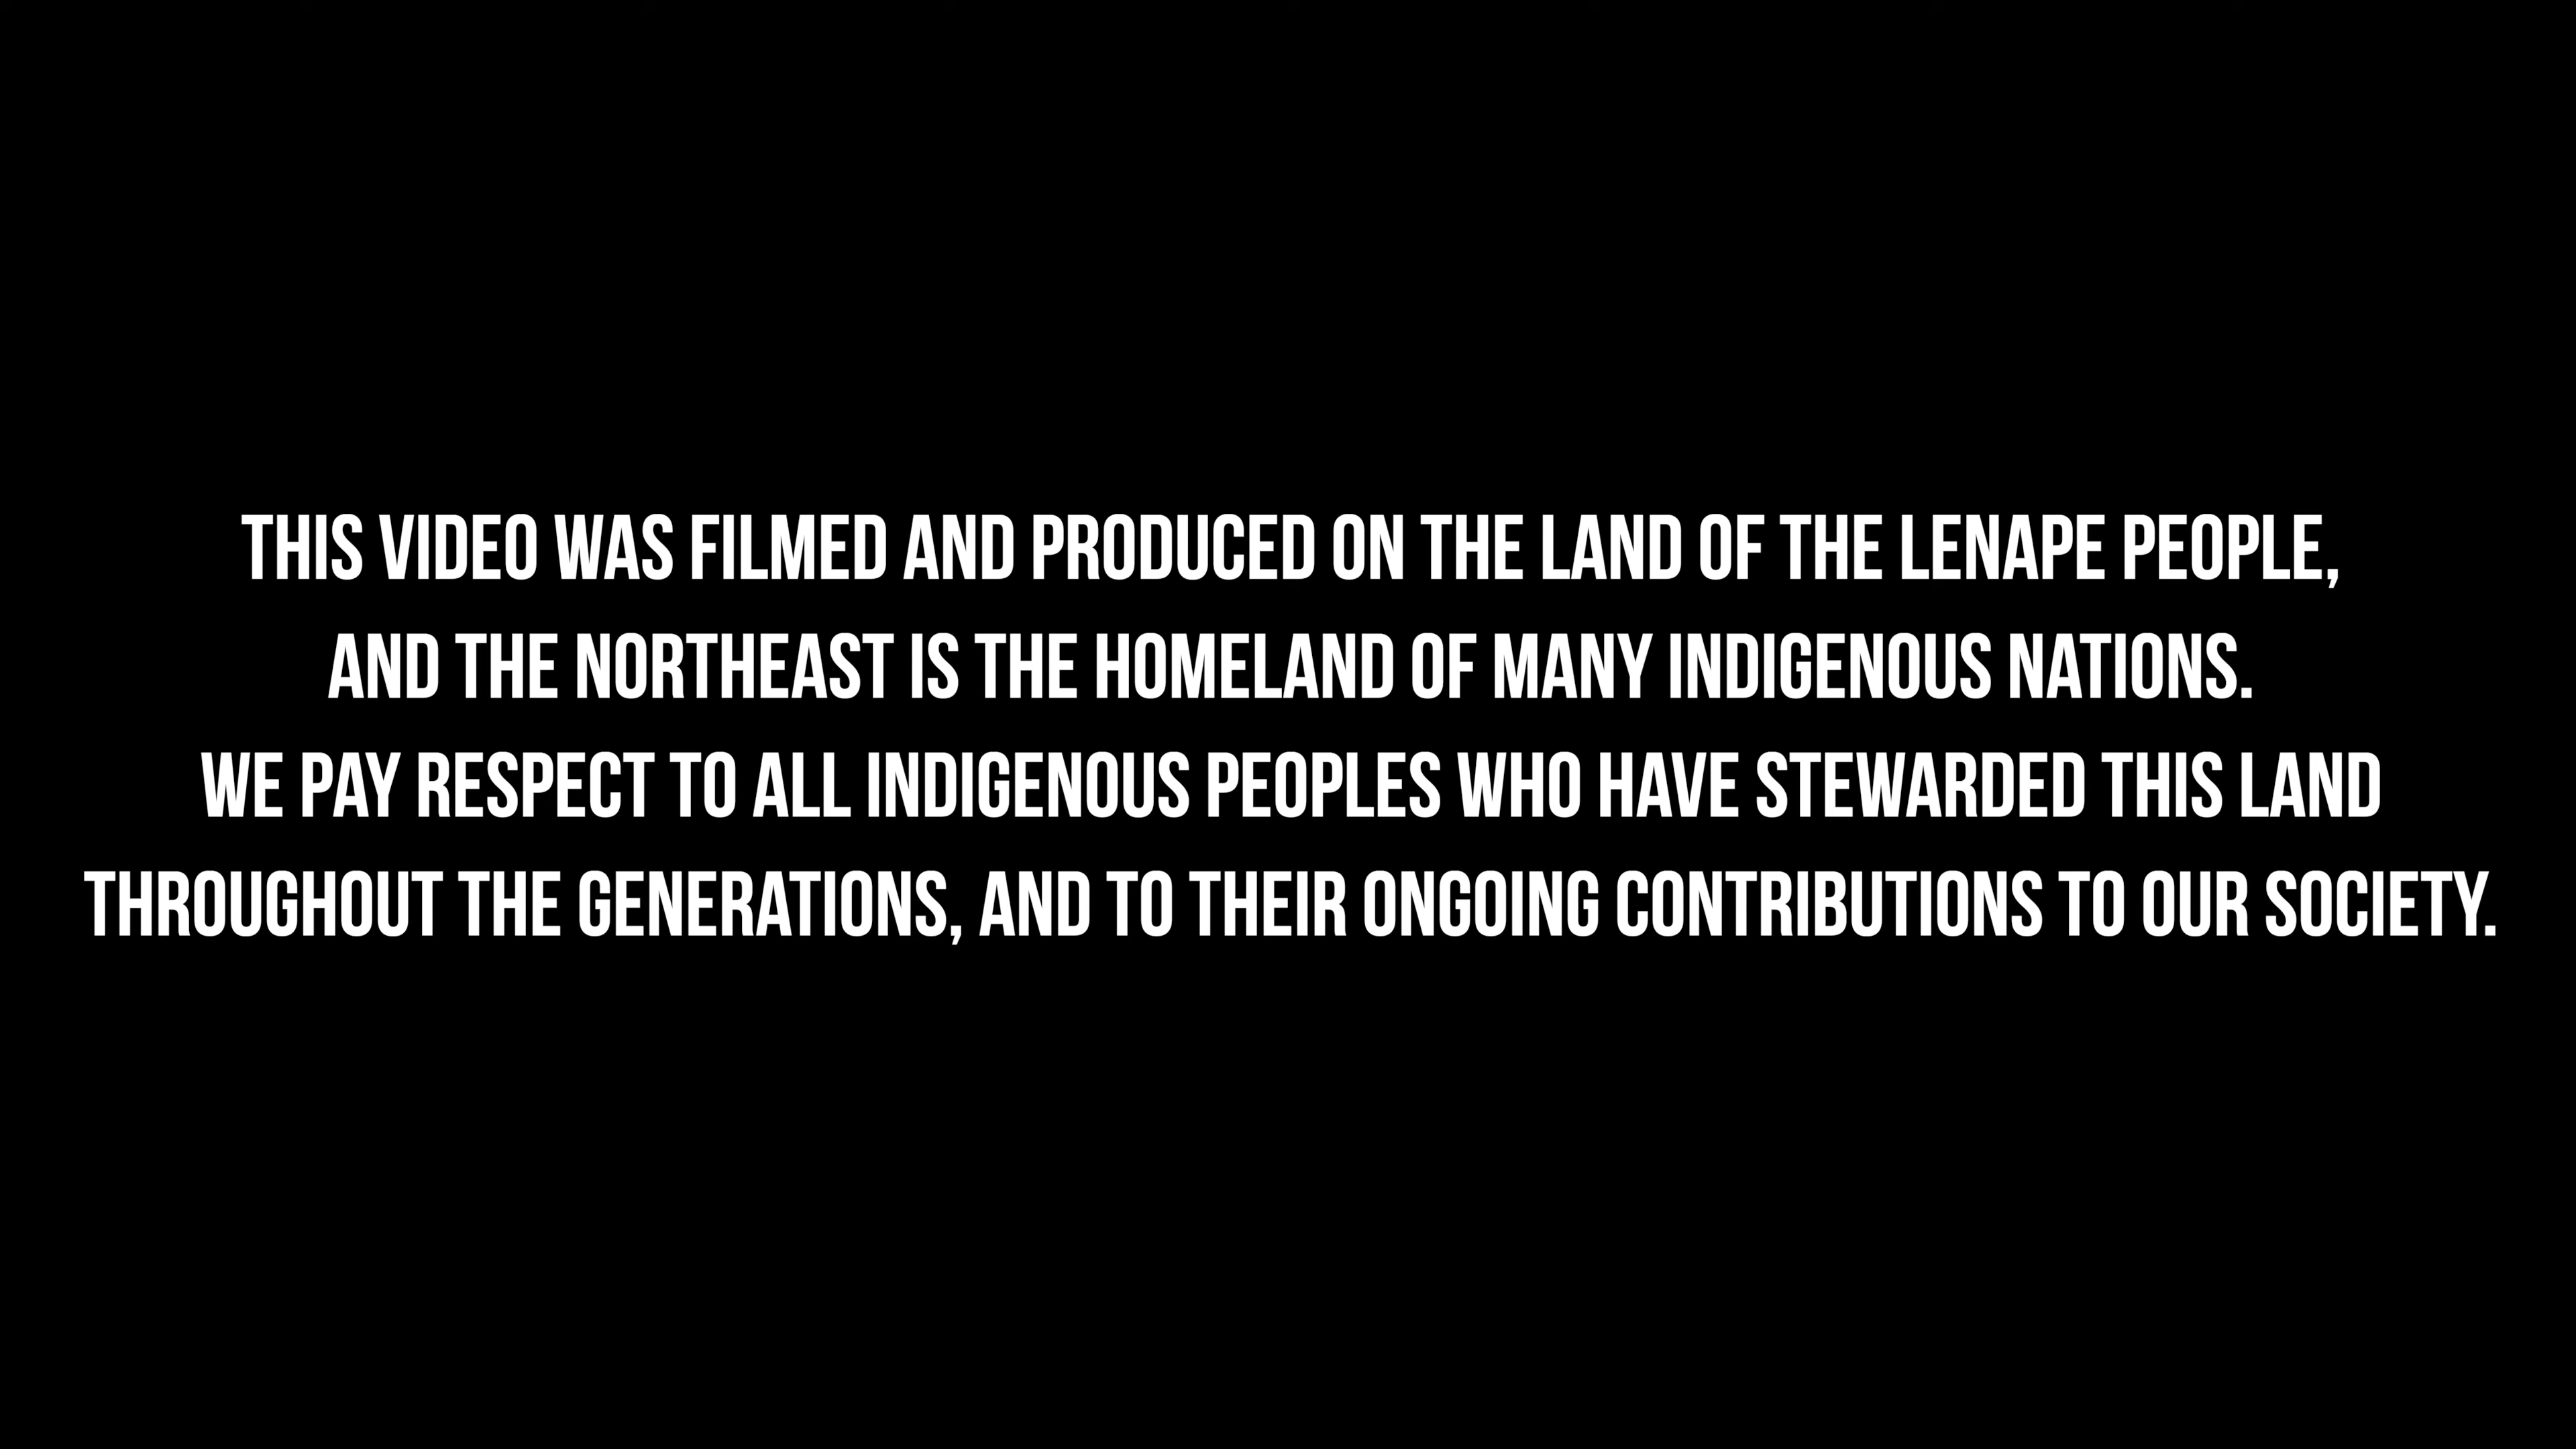 THIS VIDEO WAS FILMED AND PRODUCED ON THE LAND OF THE LENAPE PEOPLE,
AND THE NORTHEAST IS THE HOMELAND OF MANY INDIGENOUS NATIONS.
WE PAY RESPECT TO ALL INDIGENOUS PEOPLES WHO HAVE STEWARDED THIS LAND
THROUGHOUT THE GENERATIONS, AND TO THEIR ONGOING CONTRIBUTIONS TO OUR SOCIETY.